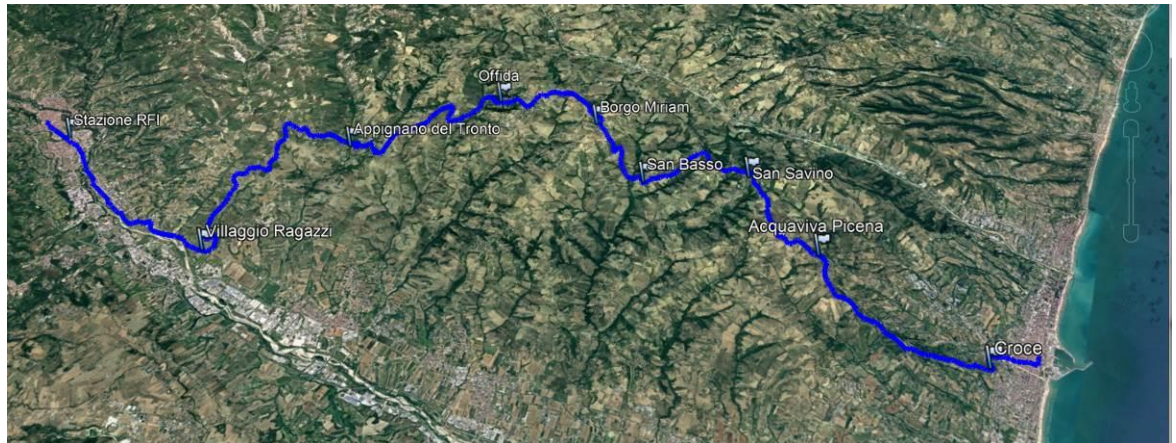 Stazione RFI
Villaggio Ragazzi
Appignano del Tronto
Offida
Borgo Miriam
San Basso
San Savino
Acquaviva Picena
Croce